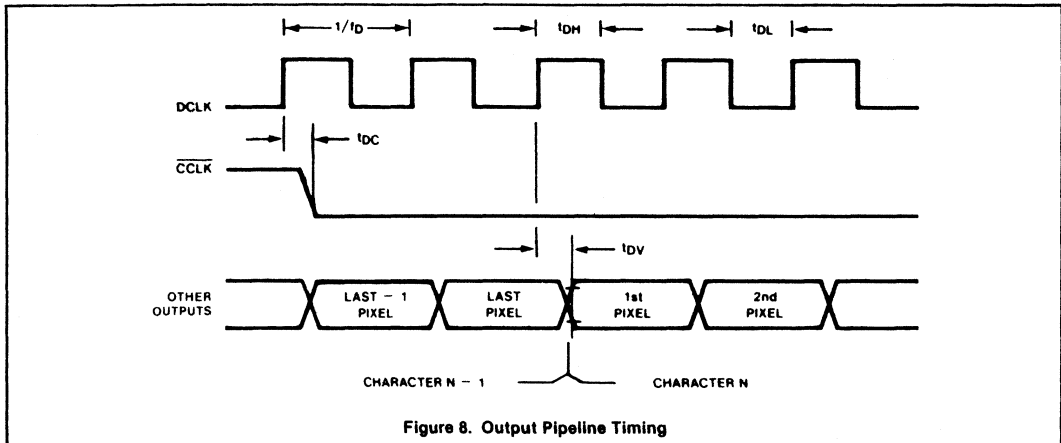 1/fD
tDH
tDL
DCLK
tDC
CCLK
tDV
OTHER
OUTPUTS
LAST - 1
PIXEL
LAST
PIXEL
1st
PIXEL
2nd
PIXEL
CHARACTER N - 1
CHARACTER N
Figure 8. Output Pipeline Timing